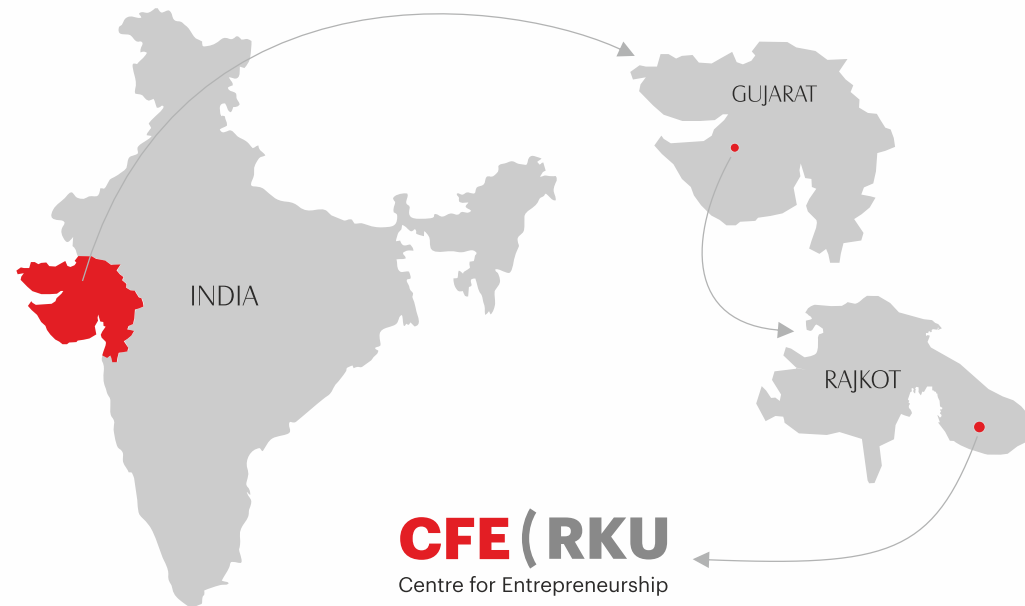 GUJARAT
INDIA
RAJKOT
CFE(RKU
Centre for Entrepreneurship